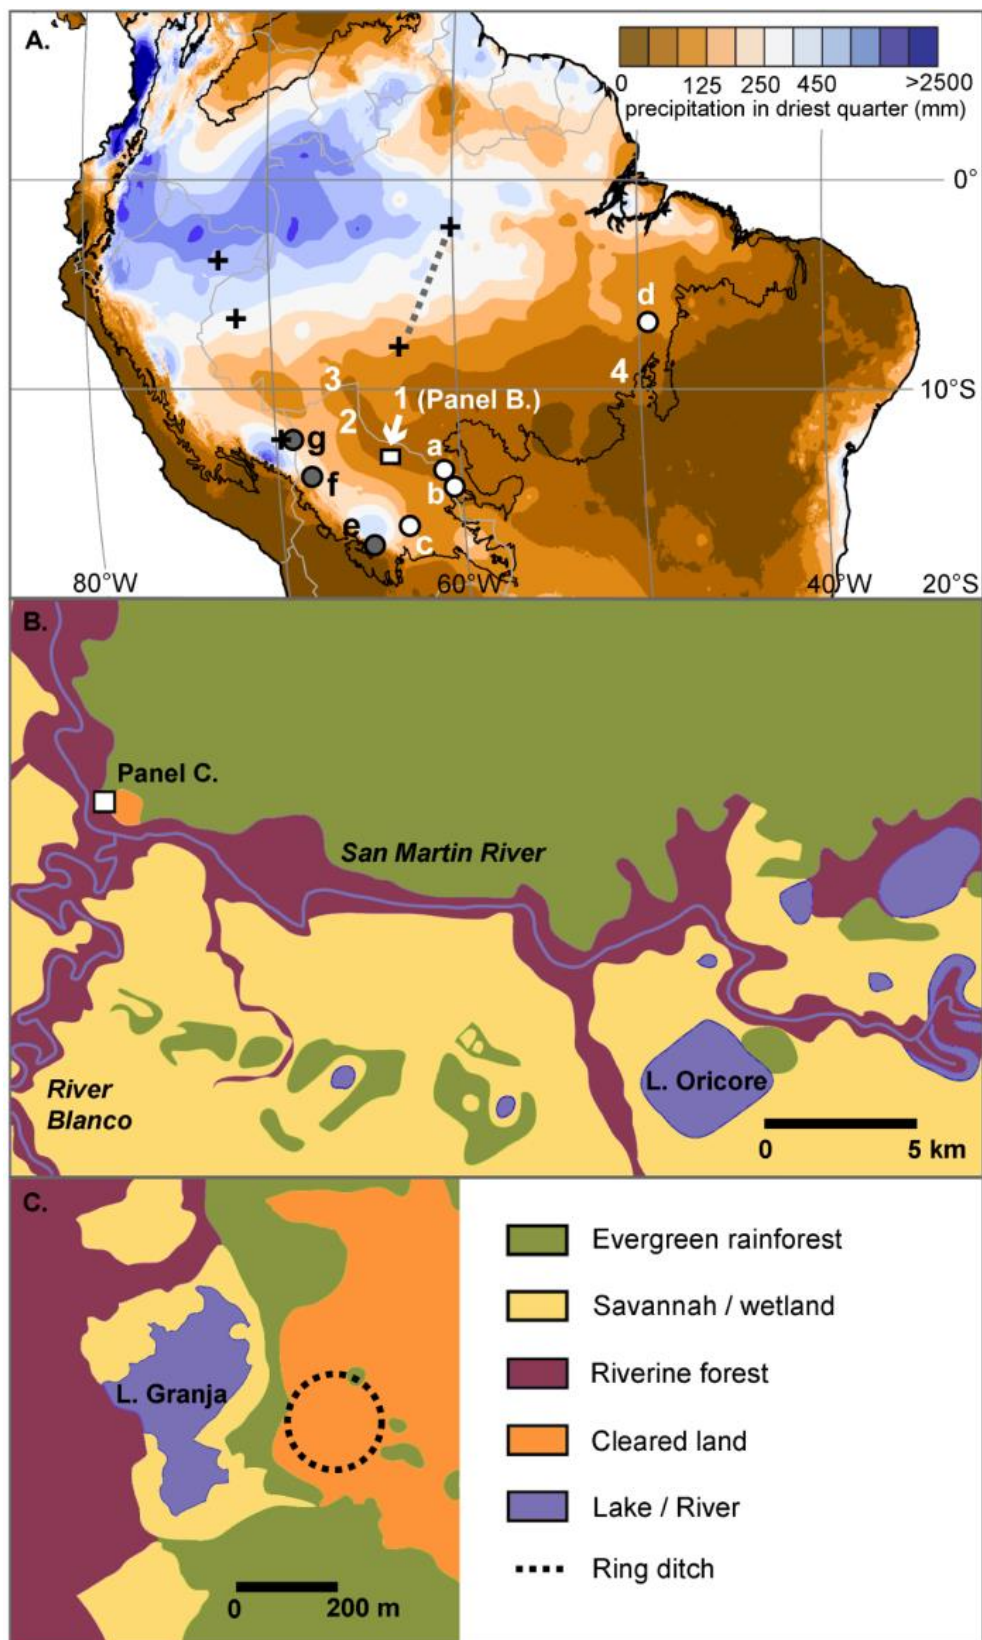 A.
0 125 250 450 >2500
precipitation in driest quarter (mm)
0°
d
4
10°S
3
1 (Panel B.)
2
a
g
b
f
e
c
80°W 60°W 40°W 20°S
B.
Panel C.
San Martin River
River
Blanco
L. Oricore
0 5 km
C.
L. Granja
0 200 m
Evergreen rainforest
Savannah / wetland
Riverine forest
Cleared land
Lake / River
Ring ditch